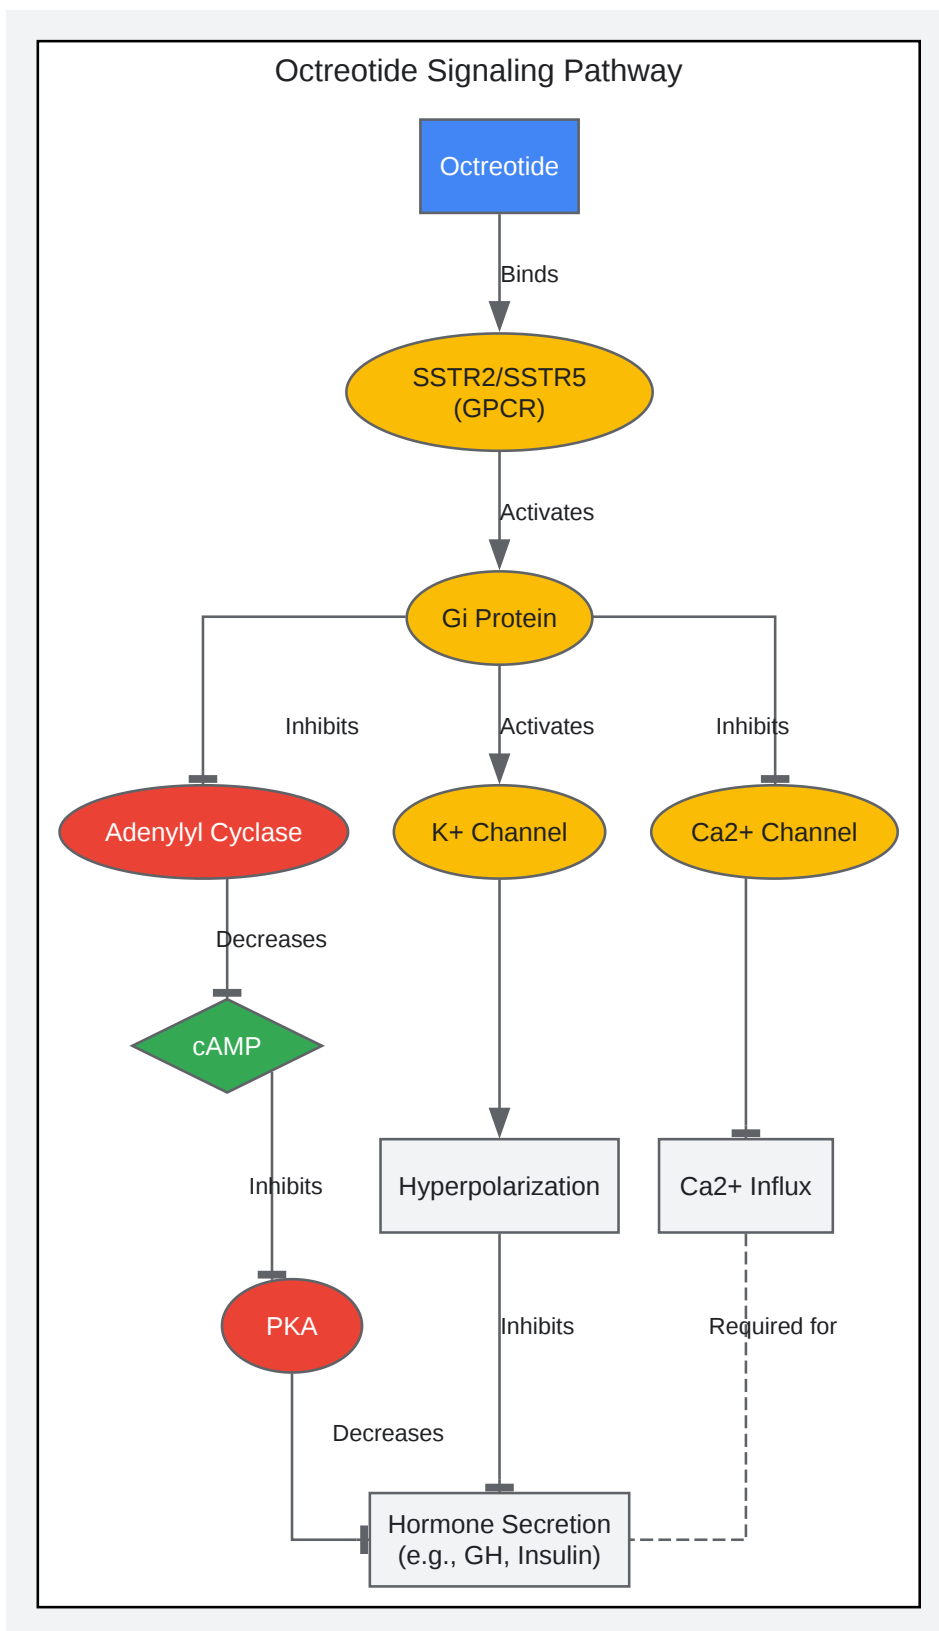 Octreotide Signaling Pathway
Octreotide
Binds
SSTR2/SSTR5
(GPCR)
Activates
Gi Protein
Inhibits
Activates
Inhibits
Adenylyl Cyclase
K+ Channel
Ca2+ Channel
Decreases
cAMP
Inhibits
Hyperpolarization
Ca2+ Influx
PKA
Inhibits
Required for
Decreases
Hormone Secretion
(e.g., GH, Insulin)